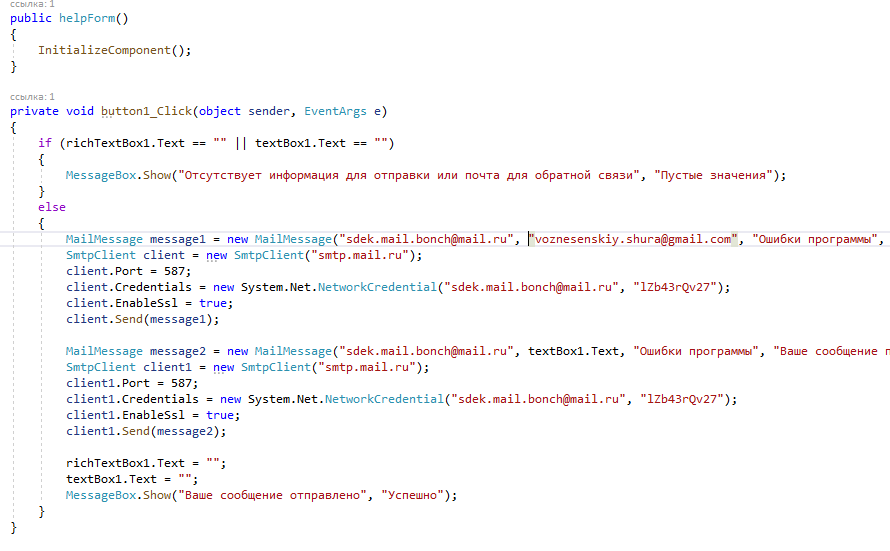 ссылка: 1
public helpForm()
{
InitializeComponent();
}
ссылка: 1
private void button1_Click(object sender, EventArgs e)
{
if (richTextBox1.Text == "" || textBox1.Text == "")
{
MessageBox.Show("Отсутствует информация для отправки или почта для обратной связи", "Пустые значения");
}
else
{
MailMessage message1 = new MailMessage("sdek.mail.bonch@mail.ru", "voznesenskiy.shura@gmail.com", "Ошибки программы",
SmtpClient client = new SmtpClient("smtp.mail.ru");
client.Port = 587;
client.Credentials = new System.Net.NetworkCredential("sdek.mail.bonch@mail.ru", "lZb43rQv27");
client.EnableSsl = true;
client.Send(message1);
MailMessage message2 = new MailMessage("sdek.mail.bonch@mail.ru", textBox1.Text, "Ошибки программы", "Ваше сообщение п
SmtpClient client1 = new SmtpClient("smtp.mail.ru");
client1.Port = 587;
client1.Credentials = new System.Net.NetworkCredential("sdek.mail.bonch@mail.ru", "lZb43rQv27");
client1.EnableSsl = true;
client1.Send(message2);
richTextBox1.Text = "";
textBox1.Text = "";
MessageBox.Show("Ваше сообщение отправлено", "Успешно");
}
}